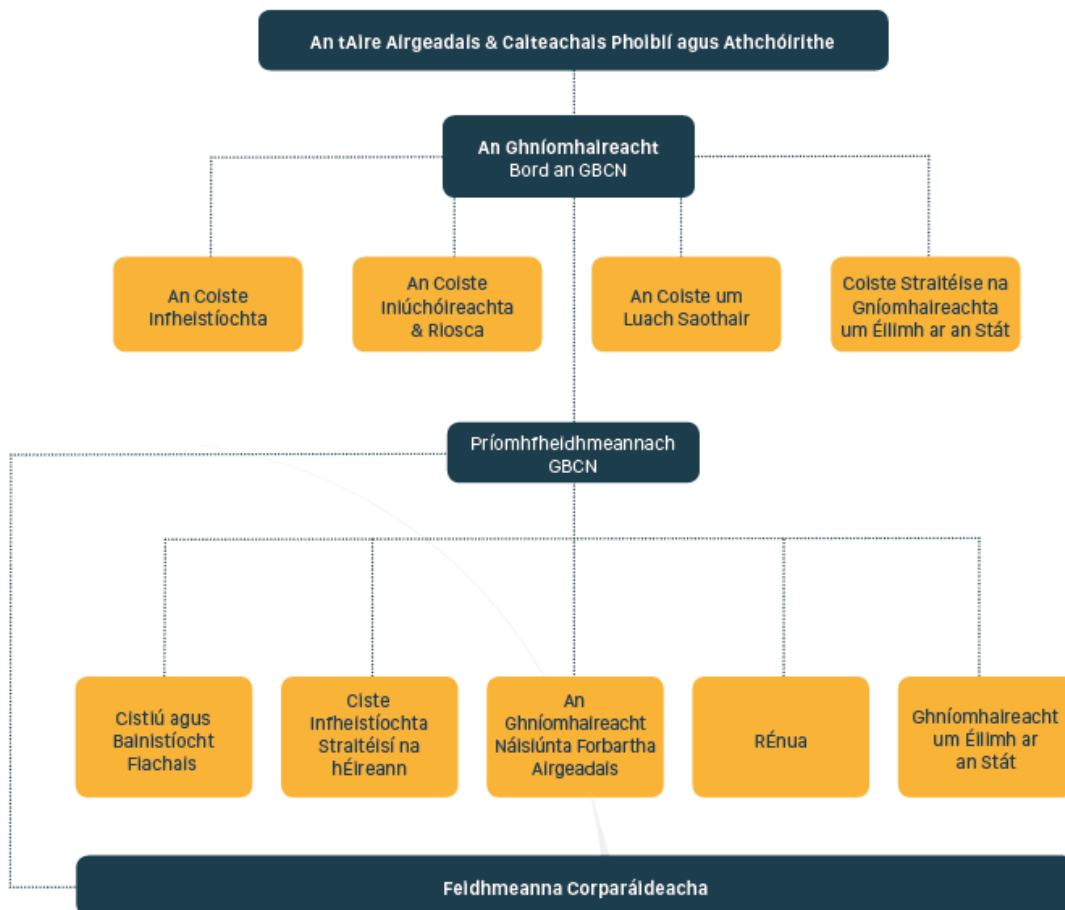 An tAire Airgeadais & Caiteachais Phoiblí agus Athchóirithe
An Ghníomhaireacht
Bord an GBCN
An Coiste
Infheistíochta
An Coiste
Iniúchóireachta
& Riosca
An Coiste um
Luach Saothair
Coiste Straitéise na
Gníomhaireachta
um Éilimh ar an Stát
Príomhfheidhmeannach
GBCN
Cistiú agus
Bainistíocht
Fiachais
Ciste
Infheistíochta
Straitéisí na
hÉireann
An
Ghníomhaireacht
Náisiúnta Forbartha
Airgeadais
RÉnua
Ghníomhaireacht
um Éilimh ar
an Stát
Feidhmeanna Corparáideacha